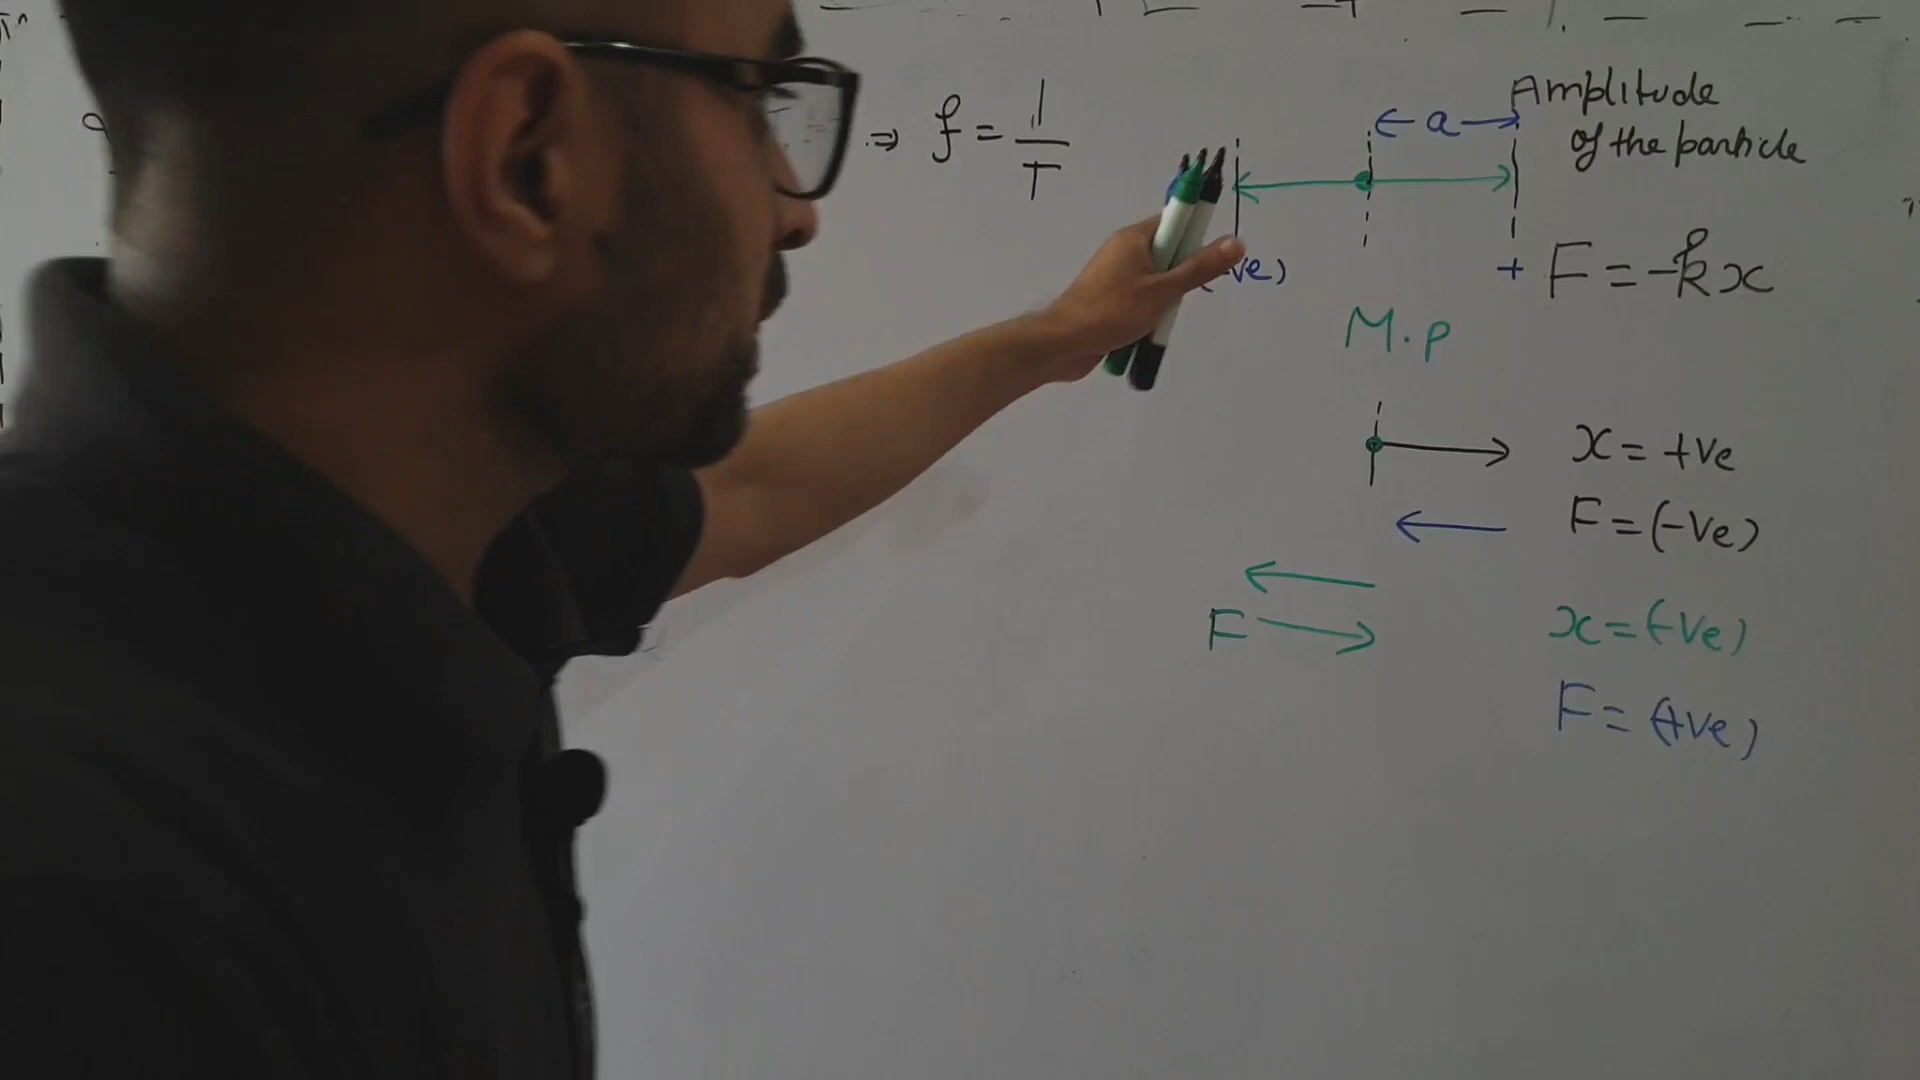 ⇒ f = 1/T
← a →
Amplitude
of the particle
ve)
+ F = -kx
M.p
x = +ve
F = (-ve)
F
x = (-ve)
F = (+ve)